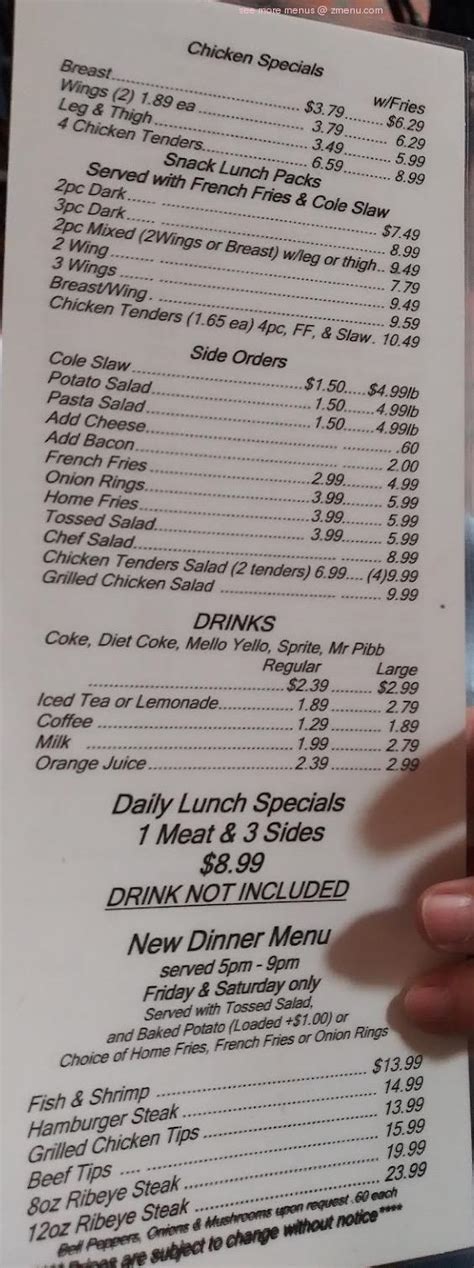 see more menus @ zmenu.com
Chicken Specials
w/Fries
Breast........$3.79........$6.29
Wings (2) 1.89 ea........3.79........6.29
Leg & Thigh........3.49........5.99
4 Chicken Tenders........6.59........8.99
Snack Lunch Packs
Served with French Fries & Cole Slaw
2pc Dark........$7.49
3pc Dark........8.99
2pc Mixed (2Wings or Breast) w/leg or thigh.. 9.49
2 Wing........7.79
3 Wings........9.49
Breast/Wing........9.59
Chicken Tenders (1.65 ea) 4pc, FF, & Slaw. 10.49
Side Orders
Cole Slaw........$1.50.....$4.99lb
Potato Salad........1.50.....4.99lb
Pasta Salad........1.50.....4.99lb
Add Cheese.........60
Add Bacon........2.00
French Fries........2.99........4.99
Onion Rings........3.99........5.99
Home Fries........3.99........5.99
Tossed Salad........3.99........5.99
Chef Salad........8.99
Chicken Tenders Salad (2 tenders) 6.99.... (4)9.99
Grilled Chicken Salad ........ 9.99
DRINKS
Coke, Diet Coke, Mello Yello, Sprite, Mr Pibb
Regular Large
........$2.39........$2.99
Iced Tea or Lemonade........1.89........2.79
Coffee ........1.29........1.89
Milk ........1.99........2.79
Orange Juice........2.39........2.99
Daily Lunch Specials
1 Meat & 3 Sides
$8.99
DRINK NOT INCLUDED
New Dinner Menu
served 5pm - 9pm
Friday & Saturday only
Served with Tossed Salad,
and Baked Potato (Loaded +$1.00) or
Choice of Home Fries, French Fries or Onion Rings
Fish & Shrimp ........ $13.99
Hamburger Steak ........ 14.99
Grilled Chicken Tips ........ 13.99
Beef Tips ........ 15.99
8oz Ribeye Steak ........ 19.99
12oz Ribeye Steak ........ 23.99
Bell Peppers, Onions & Mushrooms upon request .60 each
Prices are subject to change without notice****